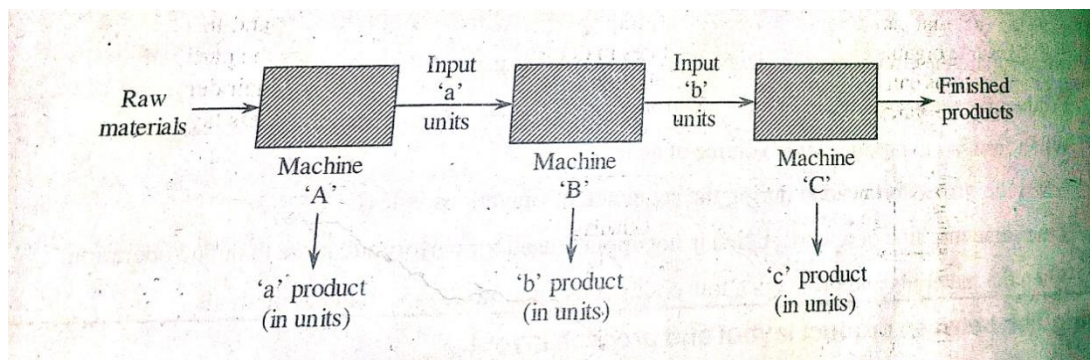 Raw
materials
Input
‘a’
units
Input
‘b’
units
Finished
products
Machine
‘A’
Machine
‘B’
Machine
‘C’
‘a’ product
(in units)
‘b’ product
(in units)
‘c’ product
(in units)